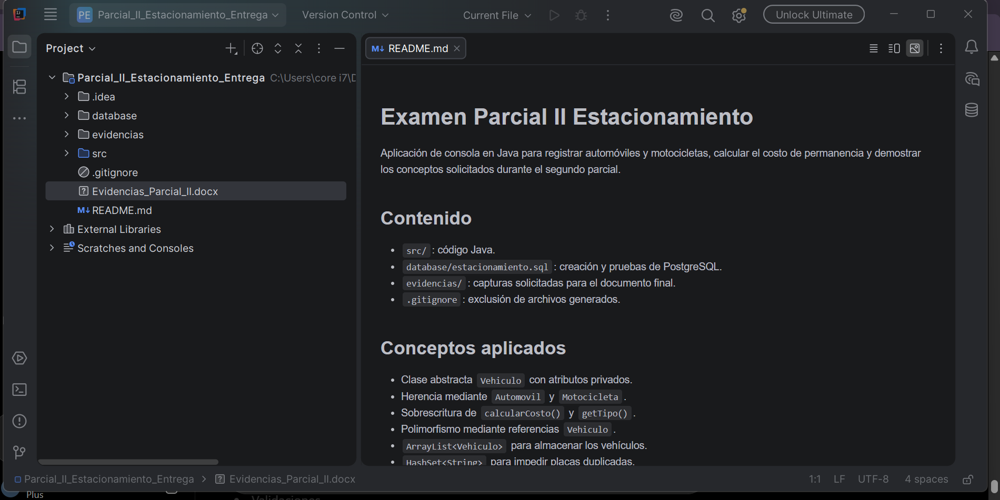 PE Parcial_II_Estacionamiento_Entrega
Version Control
Current File
Unlock Ultimate
Project
README.md
Parcial_II_Estacionamiento_Entrega C:\Users\core i7\D
.idea
database
evidencias
src
.gitignore
Evidencias_Parcial_II.docx
README.md
External Libraries
Scratches and Consoles
Examen Parcial II Estacionamiento
Aplicación de consola en Java para registrar automóviles y motocicletas, calcular el costo de permanencia y demostrar
los conceptos solicitados durante el segundo parcial.
Contenido
src/ : código Java.
database/estacionamiento.sql : creación y pruebas de PostgreSQL.
evidencias/ : capturas solicitadas para el documento final.
.gitignore : exclusión de archivos generados.
Conceptos aplicados
Clase abstracta Vehiculo con atributos privados.
Herencia mediante Automovil y Motocicleta .
Sobrescritura de calcularCosto() y getTipo() .
Polimorfismo mediante referencias Vehiculo .
ArrayList<Vehiculo> para almacenar los vehículos.
HashSet<String> para impedir placas duplicadas.
Parcial_II_Estacionamiento_Entrega > Evidencias_Parcial_II.docx
1:1 LF UTF-8 4 spaces
Plus
Validaciones